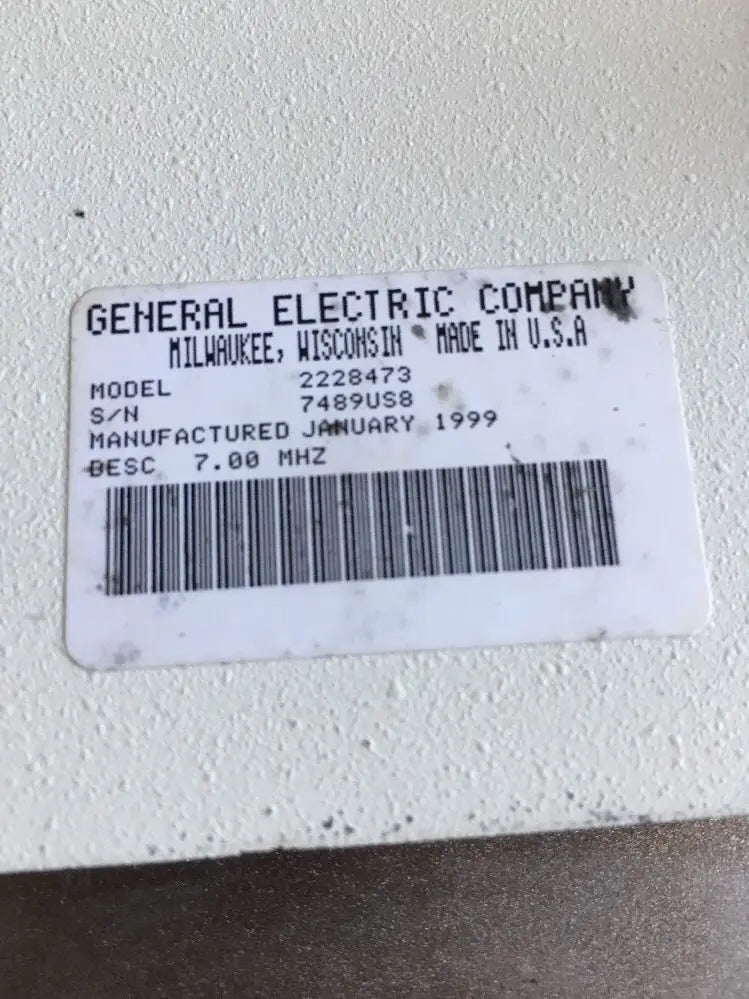 GENERAL ELECTRIC COMPANY
MILWAUKEE, WISCONSIN MADE IN U.S.A
MODEL 2228473
S/N 7489US8
MANUFACTURED JANUARY 1999
DESC 7.00 MHZ